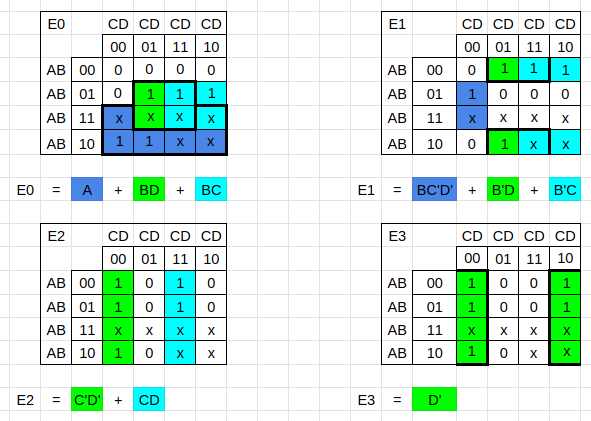 E0 CD CD CD CD
00 01 11 10
AB 00 0 0 0 0
AB 01 0 1 1 1
AB 11 x x x x
AB 10 1 1 x x
E0 = A + BD + BC
E1 CD CD CD CD
00 01 11 10
AB 00 0 1 1 1
AB 01 1 0 0 0
AB 11 x x x x
AB 10 0 1 x x
E1 = BC'D' + B'D + B'C
E2 CD CD CD CD
00 01 11 10
AB 00 1 0 1 0
AB 01 1 0 1 0
AB 11 x x x x
AB 10 1 0 x x
E2 = C'D' + CD
E3 CD CD CD CD
00 01 11 10
AB 00 1 0 0 1
AB 01 1 0 0 1
AB 11 x x x x
AB 10 1 0 x x
E3 = D'